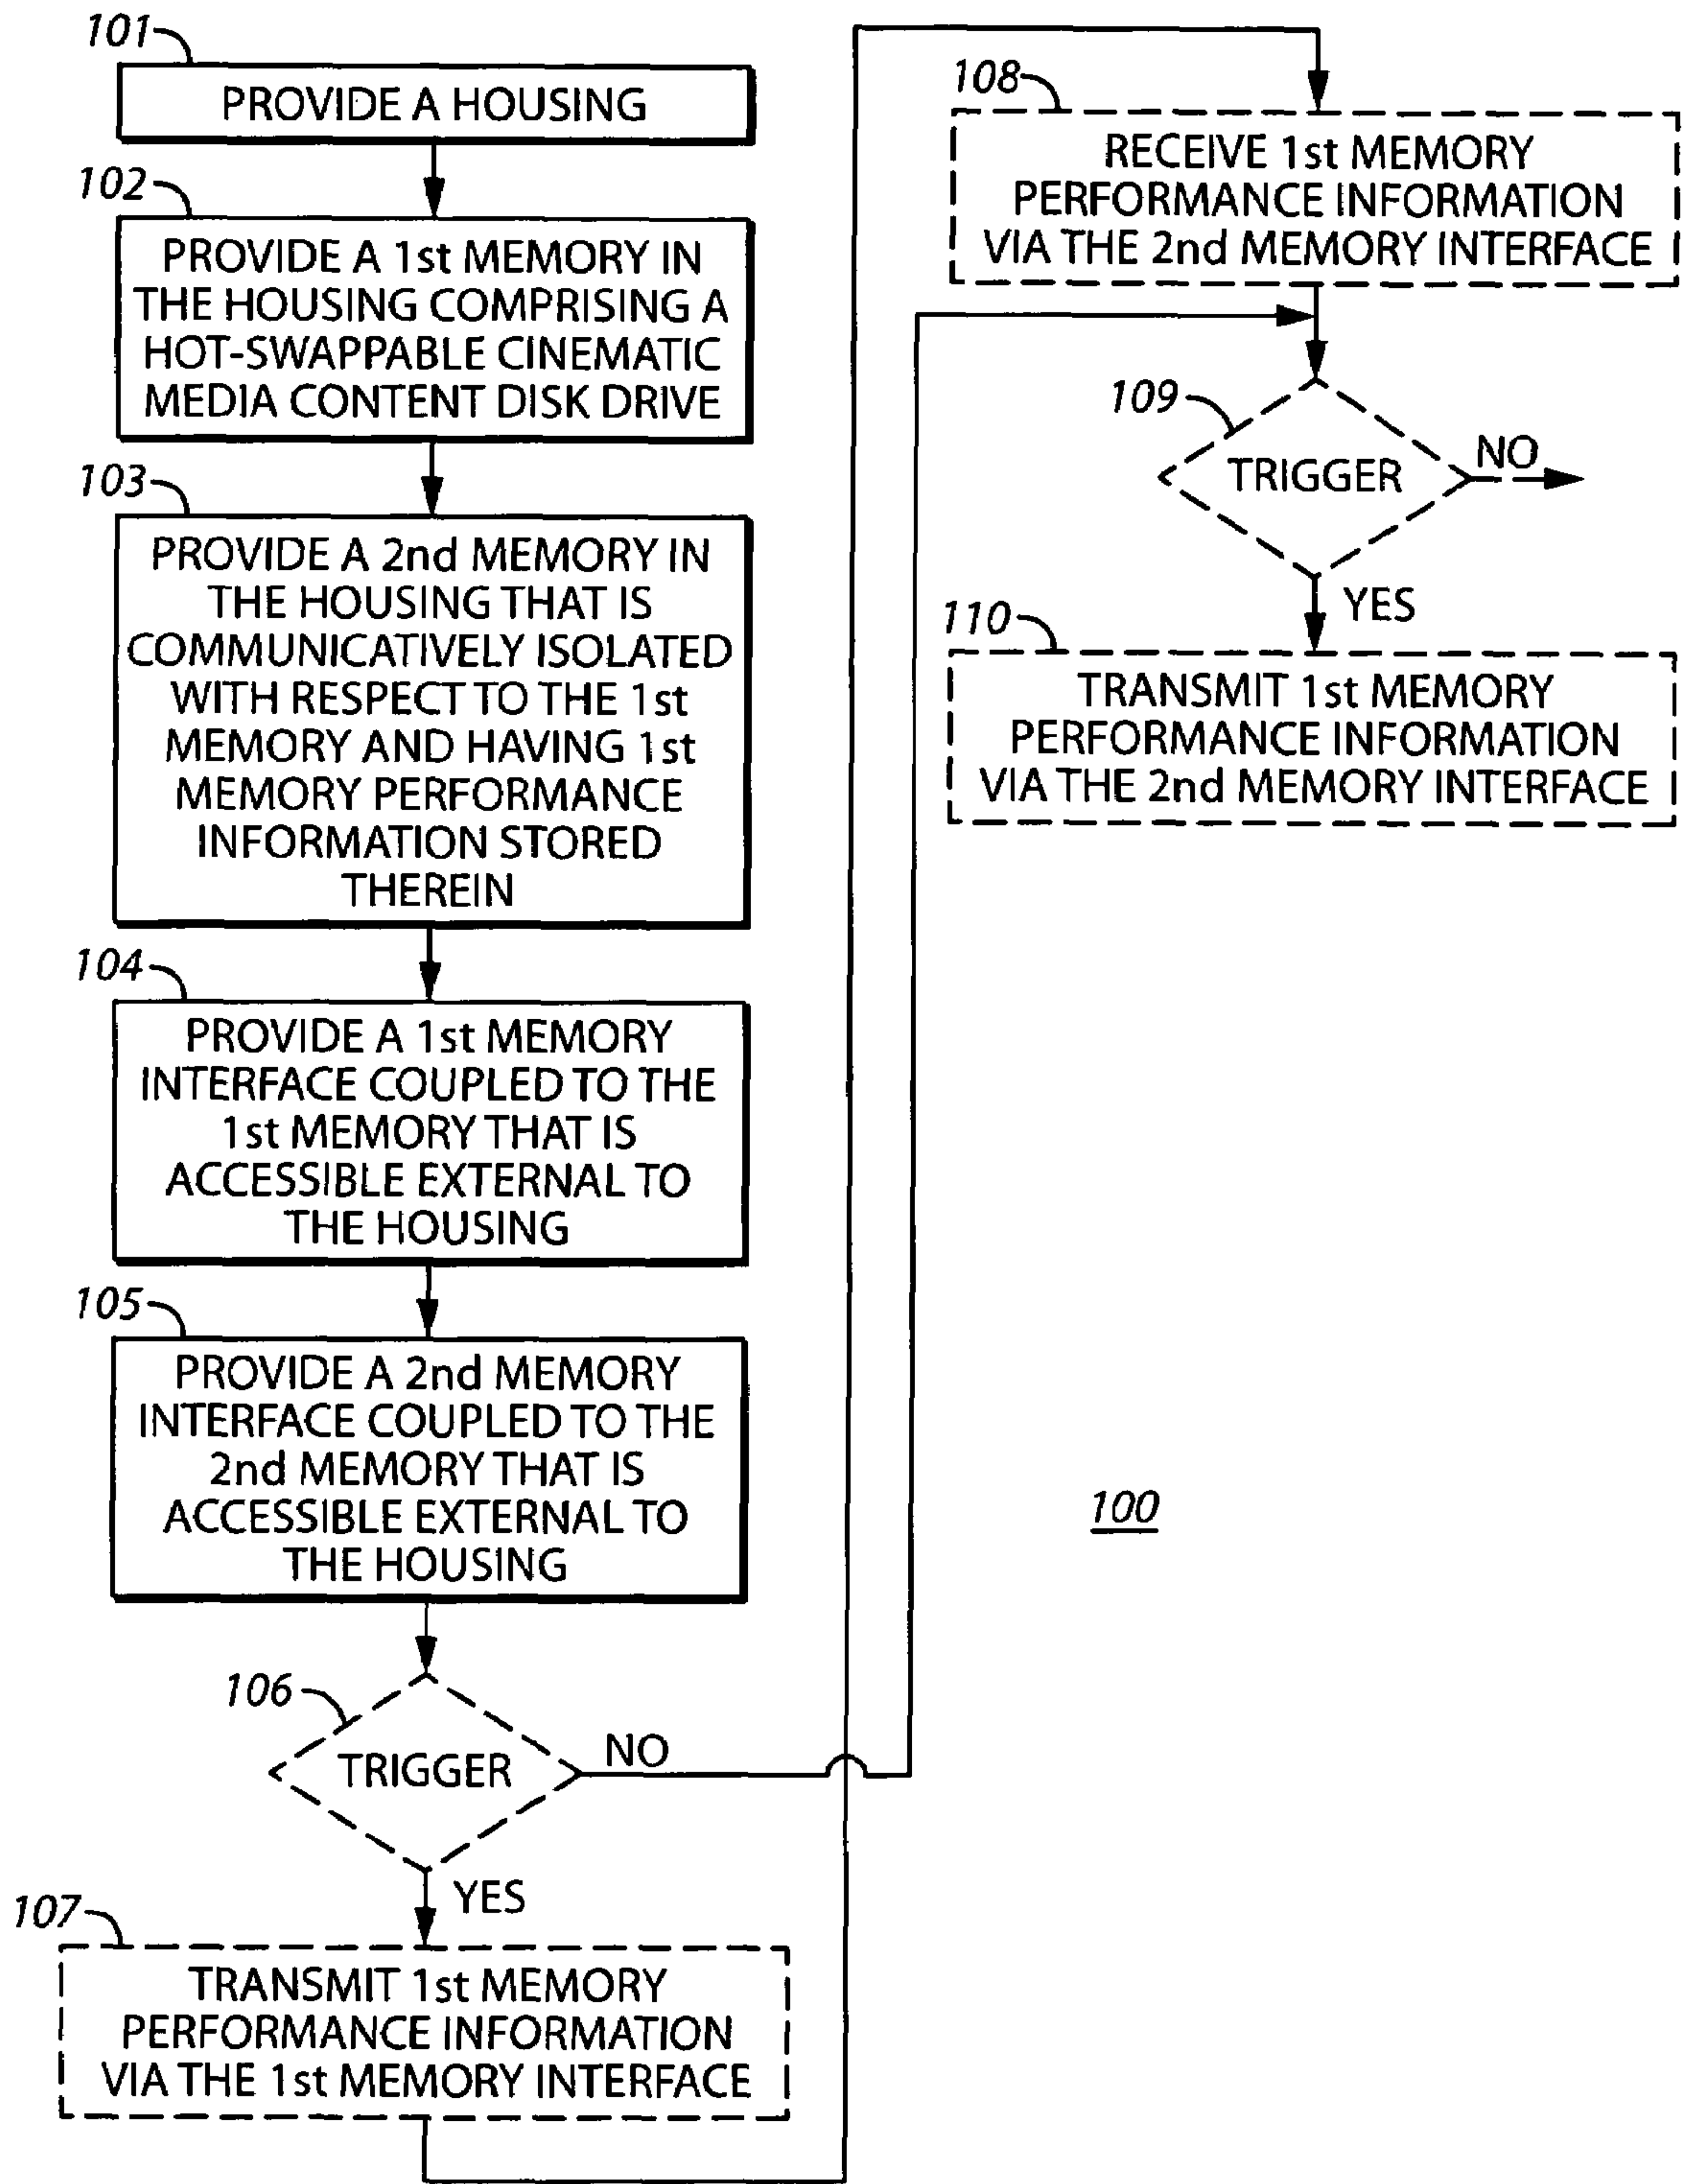 101
PROVIDE A HOUSING
102
PROVIDE A 1st MEMORY IN
THE HOUSING COMPRISING A
HOT-SWAPPABLE CINEMATIC
MEDIA CONTENT DISK DRIVE
103
PROVIDE A 2nd MEMORY IN
THE HOUSING THAT IS
COMMUNICATIVELY ISOLATED
WITH RESPECT TO THE 1st
MEMORY AND HAVING 1st
MEMORY PERFORMANCE
INFORMATION STORED
THEREIN
104
PROVIDE A 1st MEMORY
INTERFACE COUPLED TO THE
1st MEMORY THAT IS
ACCESSIBLE EXTERNAL TO
THE HOUSING
105
PROVIDE A 2nd MEMORY
INTERFACE COUPLED TO THE
2nd MEMORY THAT IS
ACCESSIBLE EXTERNAL TO
THE HOUSING
106
TRIGGER
NO
YES
107
TRANSMIT 1st MEMORY
PERFORMANCE INFORMATION
VIA THE 1st MEMORY INTERFACE
108
RECEIVE 1st MEMORY
PERFORMANCE INFORMATION
VIA THE 2nd MEMORY INTERFACE
109
TRIGGER
NO
YES
110
TRANSMIT 1st MEMORY
PERFORMANCE INFORMATION
VIA THE 2nd MEMORY INTERFACE
100